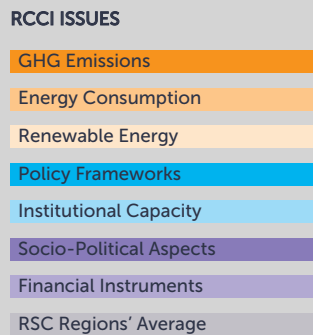 RCCI ISSUES
GHG Emissions
Energy Consumption
Renewable Energy
Policy Frameworks
Institutional Capacity
Socio-Political Aspects
Financial Instruments
RSC Regions' Average